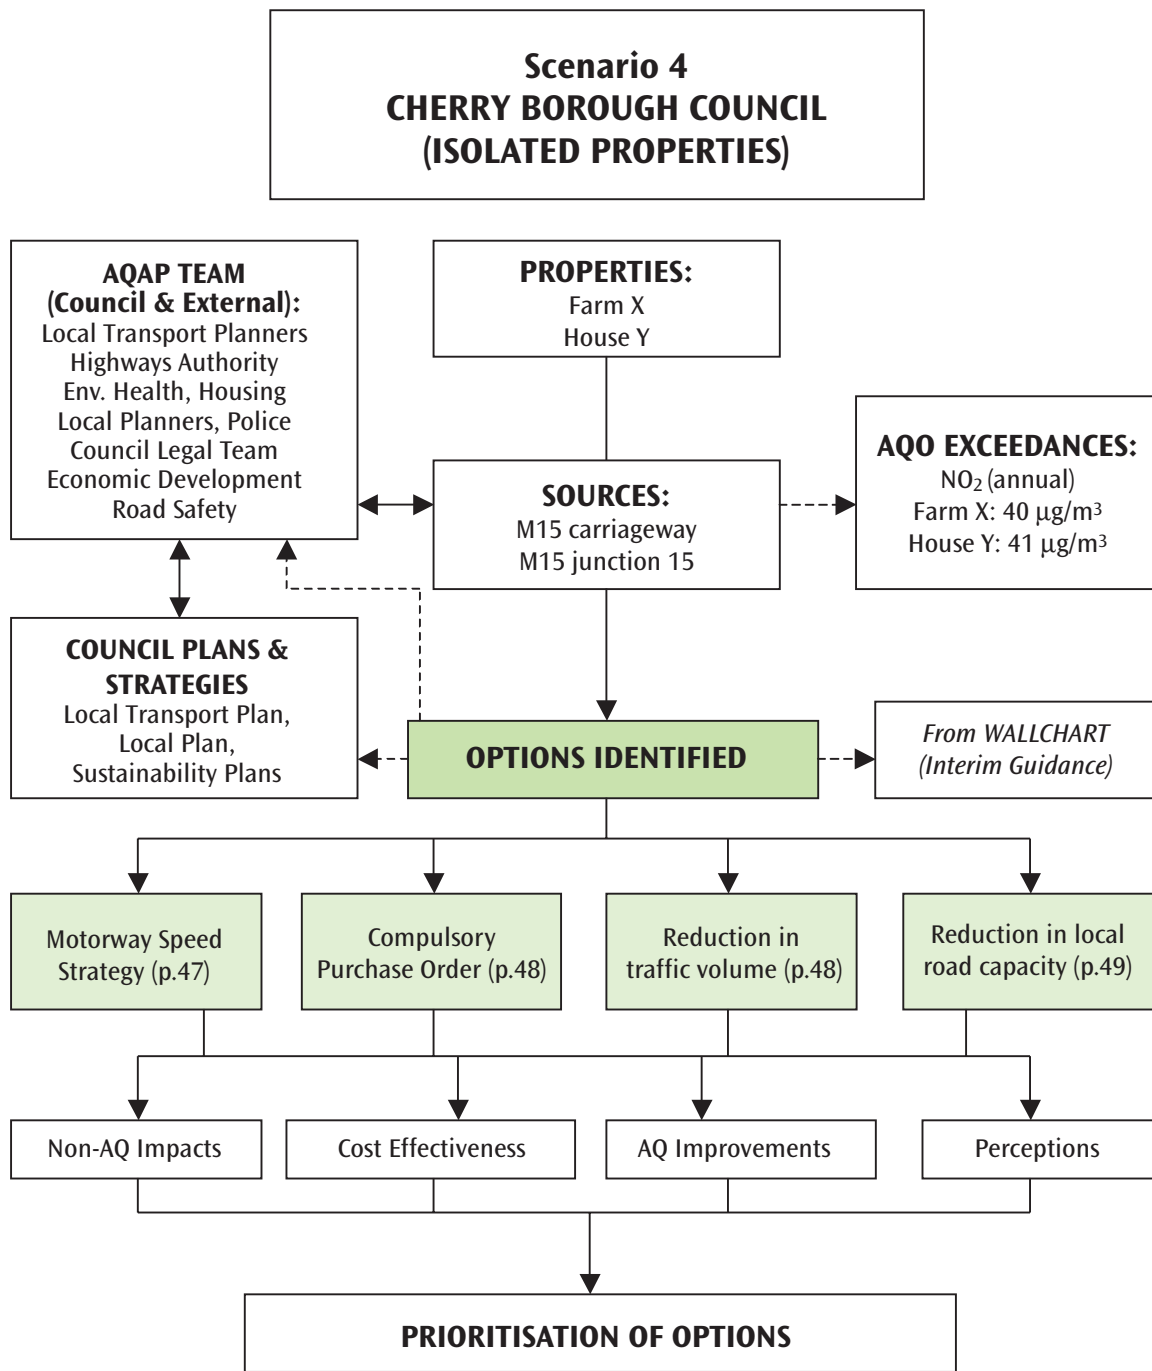 Scenario 4
CHERRY BOROUGH COUNCIL
(ISOLATED PROPERTIES)
AQAP TEAM
(Council & External):
Local Transport Planners
Highways Authority
Env. Health, Housing
Local Planners, Police
Council Legal Team
Economic Development
Road Safety
PROPERTIES:
Farm X
House Y
SOURCES:
M15 carriageway
M15 junction 15
AQO EXCEEDANCES:
NO₂ (annual)
Farm X: 40 µg/m³
House Y: 41 µg/m³
COUNCIL PLANS &
STRATEGIES
Local Transport Plan,
Local Plan,
Sustainability Plans
OPTIONS IDENTIFIED
From WALLCHART
(Interim Guidance)
Motorway Speed
Strategy (p.47)
Compulsory
Purchase Order (p.48)
Reduction in
traffic volume (p.48)
Reduction in local
road capacity (p.49)
Non-AQ Impacts
Cost Effectiveness
AQ Improvements
Perceptions
PRIORITISATION OF OPTIONS